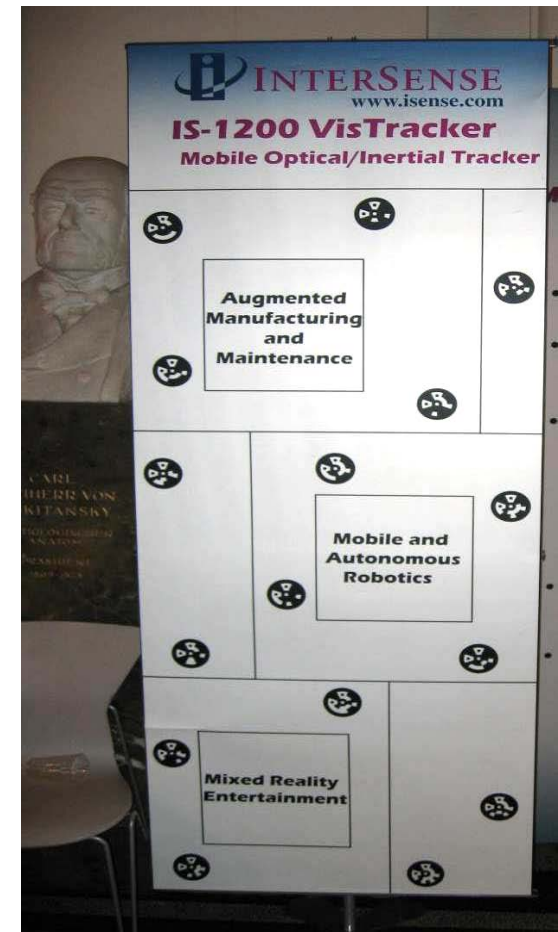 INTERSENSE
www.isense.com
IS-1200 VisTracker
Mobile Optical/Inertial Tracker
Augmented
Manufacturing
and
Maintenance
Mobile and
Autonomous
Robotics
Mixed Reality
Entertainment
CARL
VON
KITANSKY